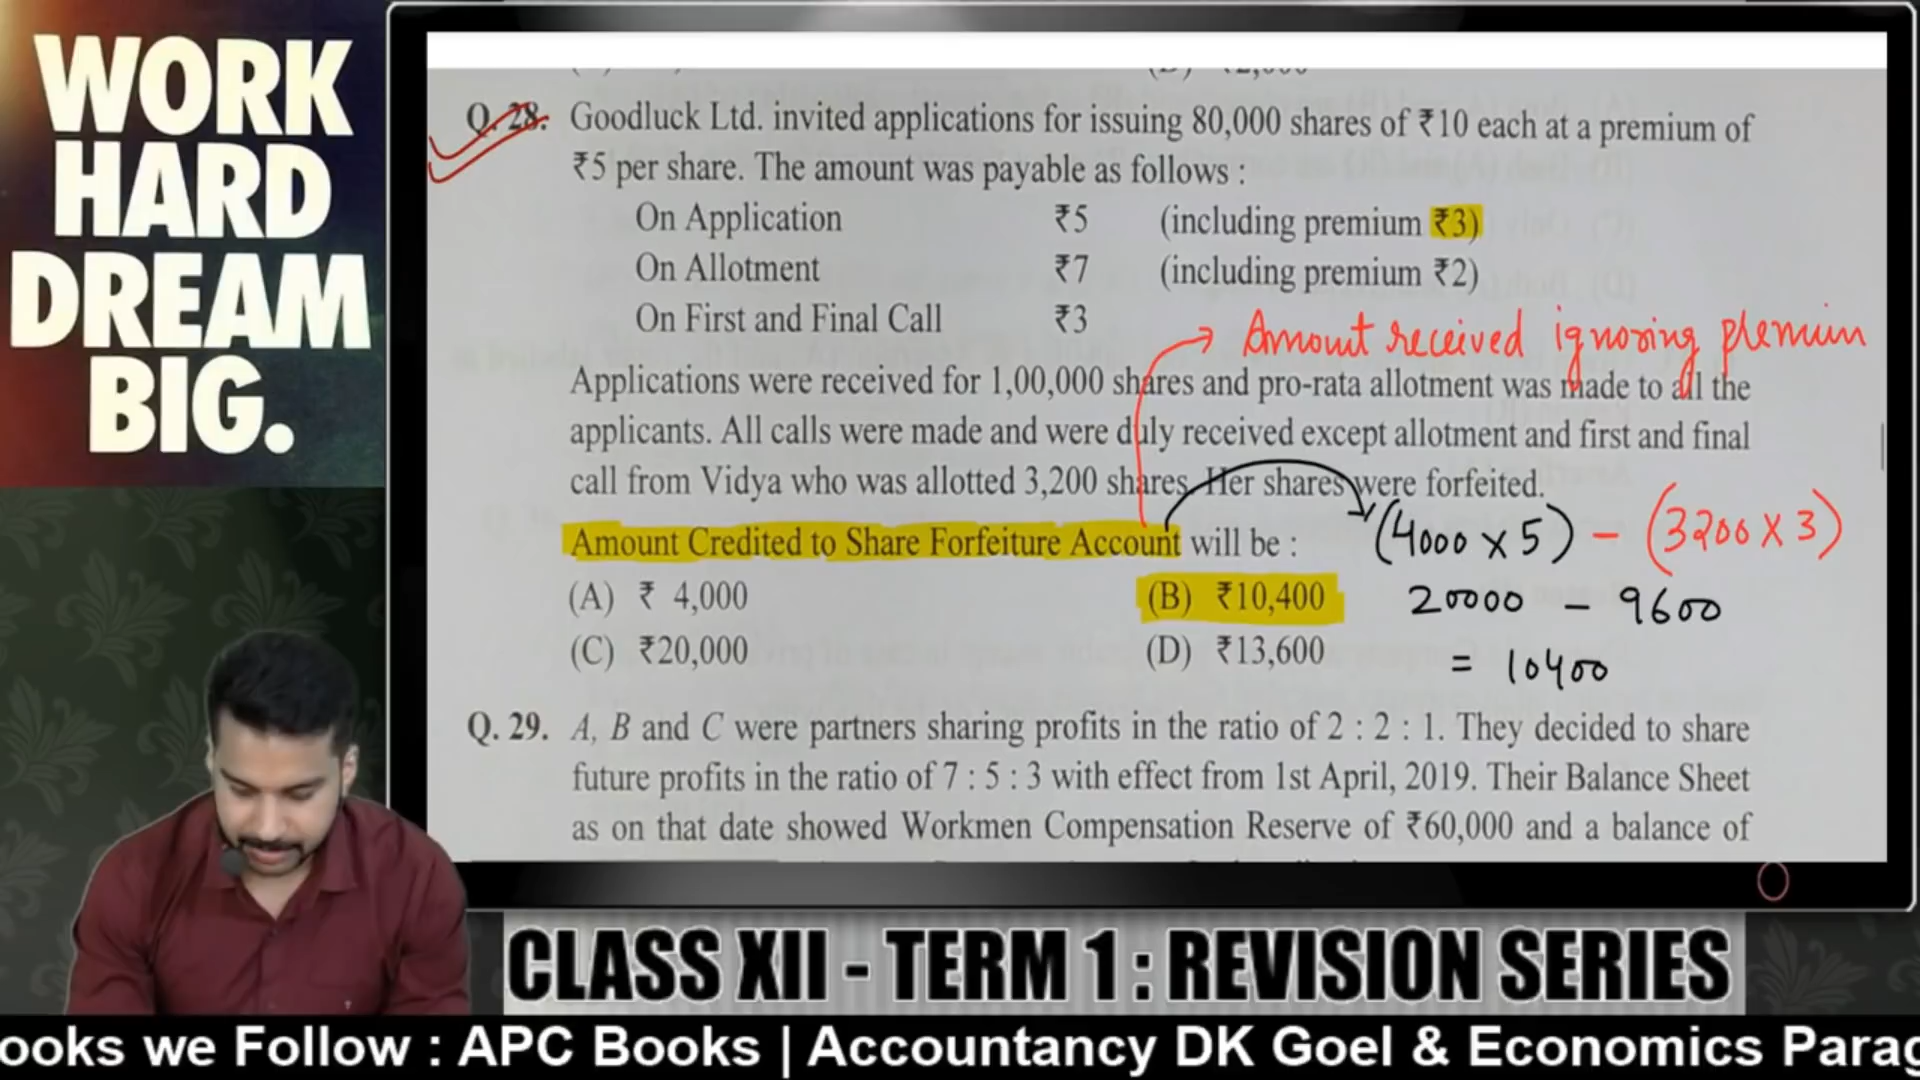 WORK
HARD
DREAM
BIG.
Q. 28. Goodluck Ltd. invited applications for issuing 80,000 shares of ₹10 each at a premium of
₹5 per share. The amount was payable as follows :
On Application ₹5 (including premium ₹3)
On Allotment ₹7 (including premium ₹2)
On First and Final Call ₹3
→ Amount received ignoring plemium
Applications were received for 1,00,000 shares and pro-rata allotment was made to all the
applicants. All calls were made and were duly received except allotment and first and final
call from Vidya who was allotted 3,200 shares. Her shares were forfeited.
Amount Credited to Share Forfeiture Account will be : (4000 × 5) - (3200 × 3)
(A) ₹ 4,000 (B) ₹10,400 20000 - 9600
(C) ₹20,000 (D) ₹13,600 = 10400
Q. 29. A, B and C were partners sharing profits in the ratio of 2 : 2 : 1. They decided to share
future profits in the ratio of 7 : 5 : 3 with effect from 1st April, 2019. Their Balance Sheet
as on that date showed Workmen Compensation Reserve of ₹60,000 and a balance of
CLASS XII - TERM 1 : REVISION SERIES
ooks we Follow : APC Books | Accountancy DK Goel & Economics Parag